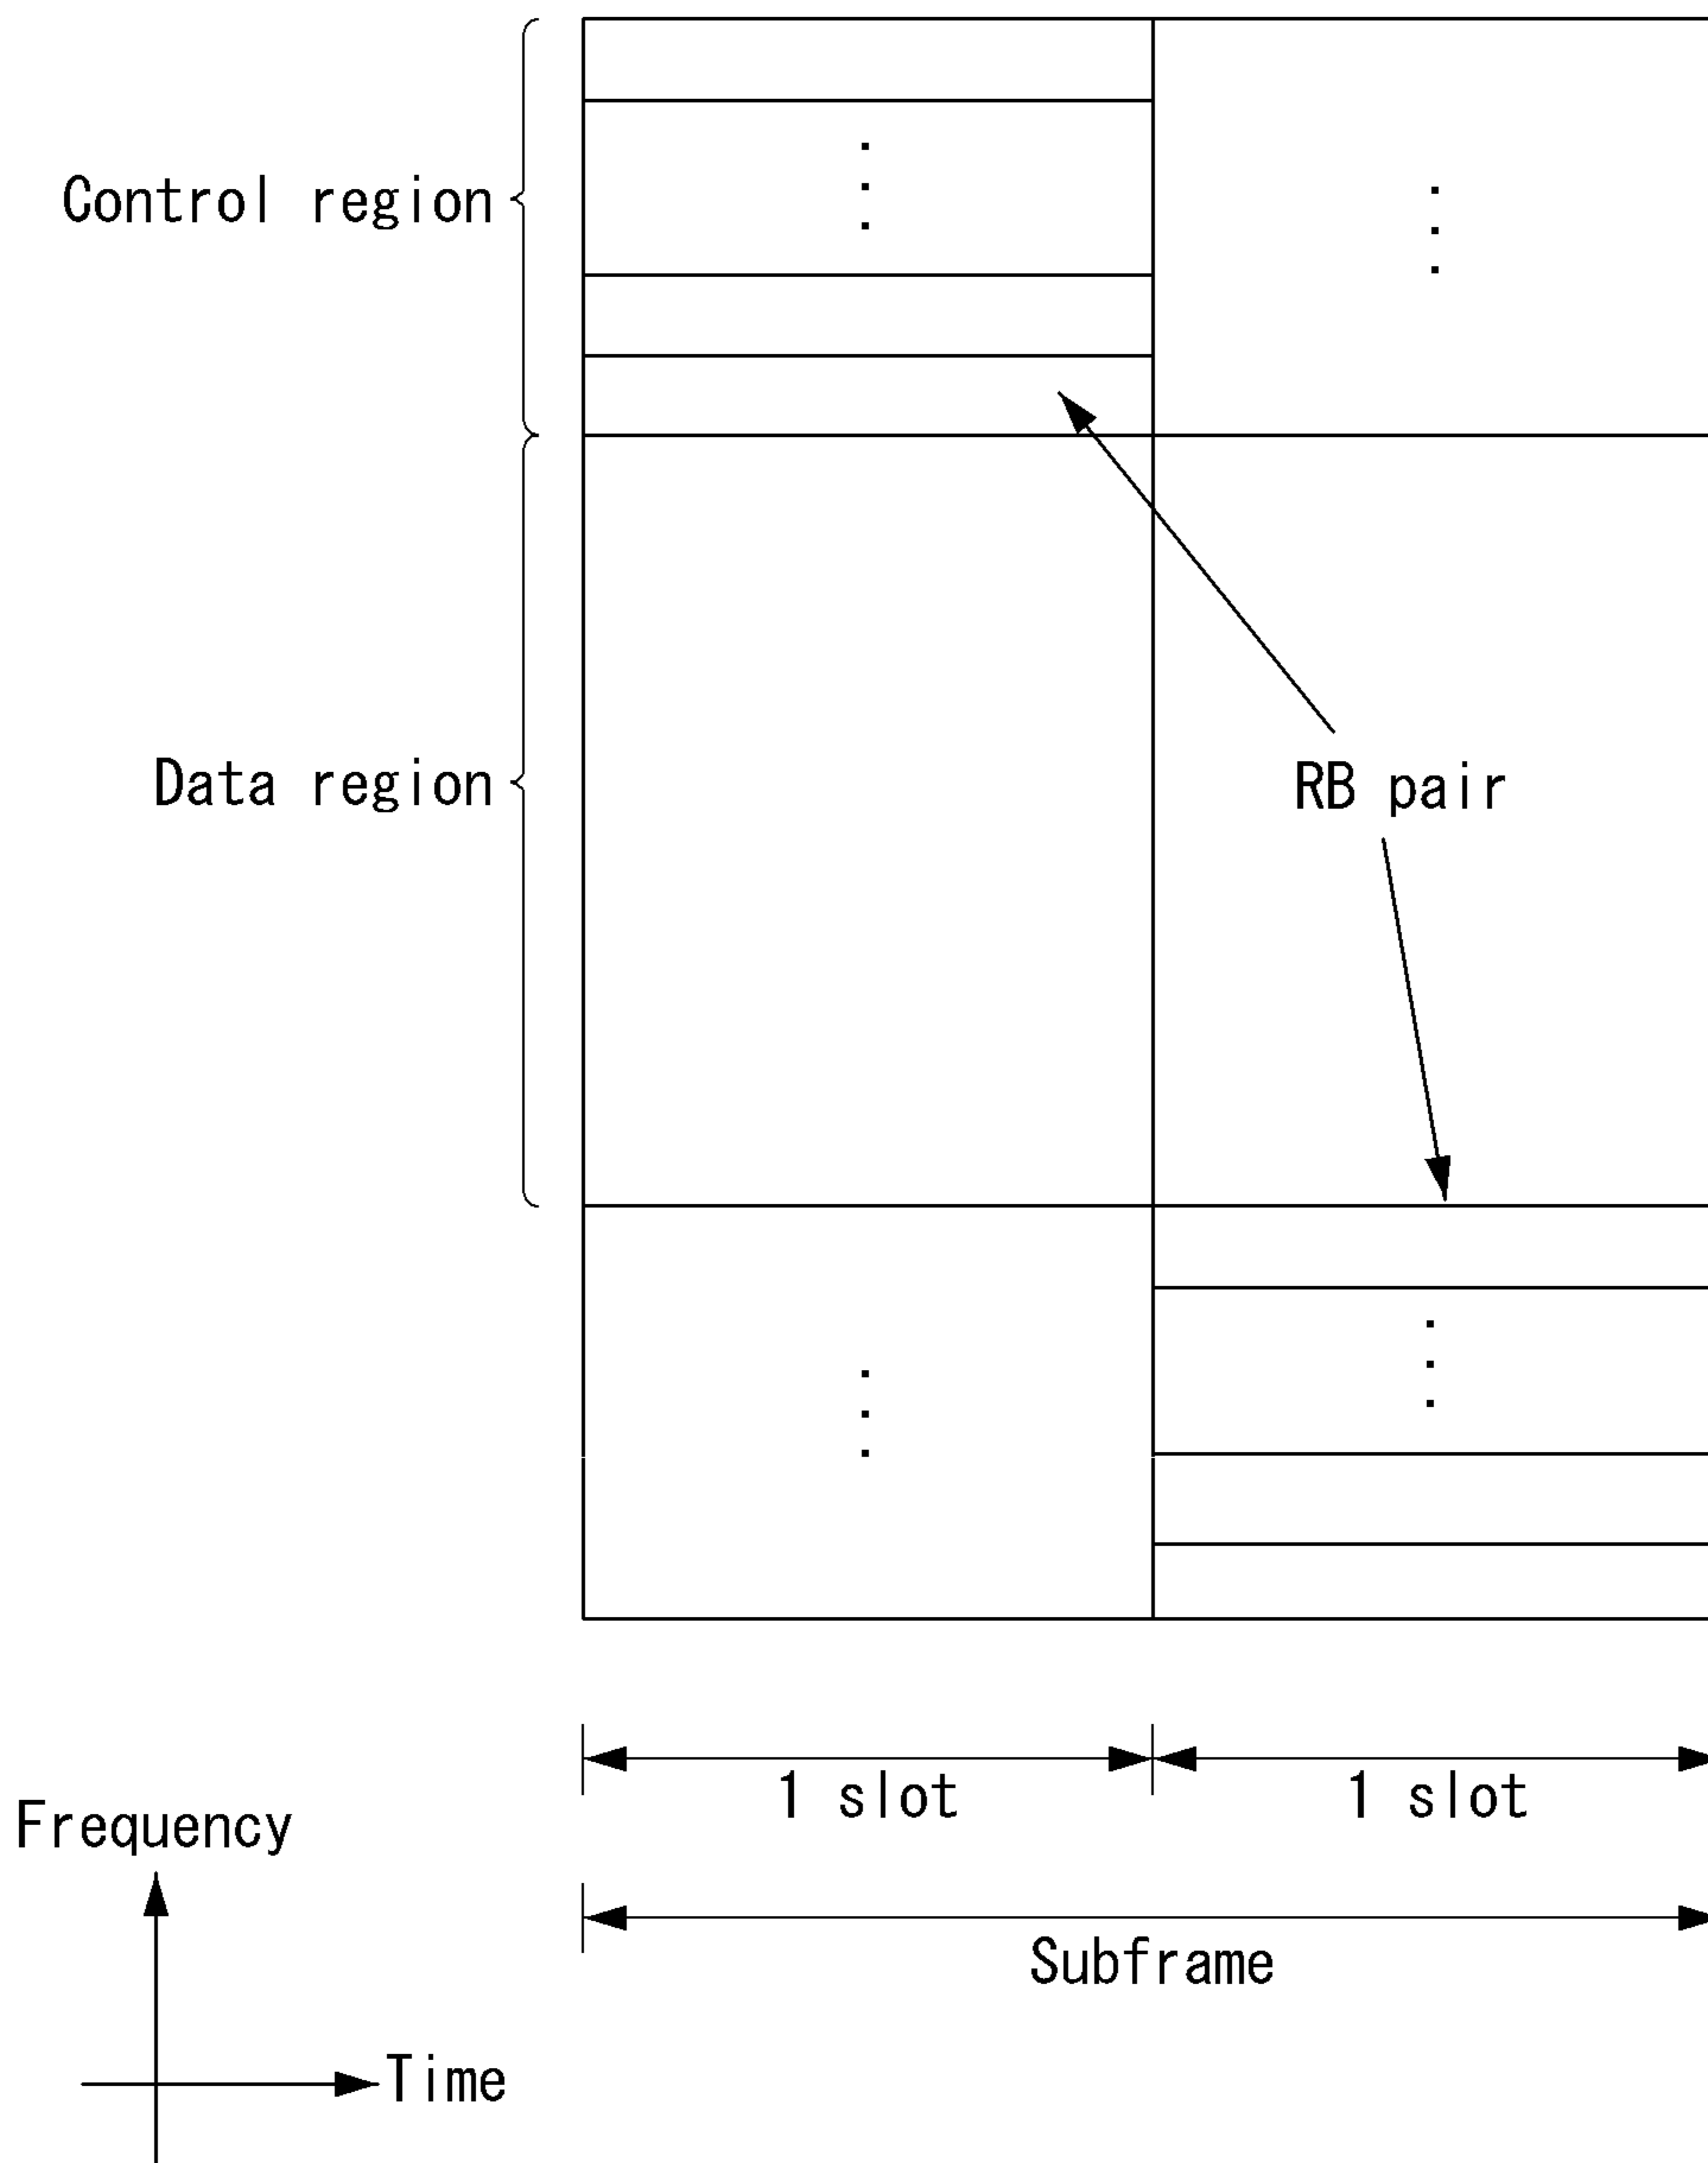 Control region
Data region
RB pair
1 slot
1 slot
Frequency
Subframe
Time